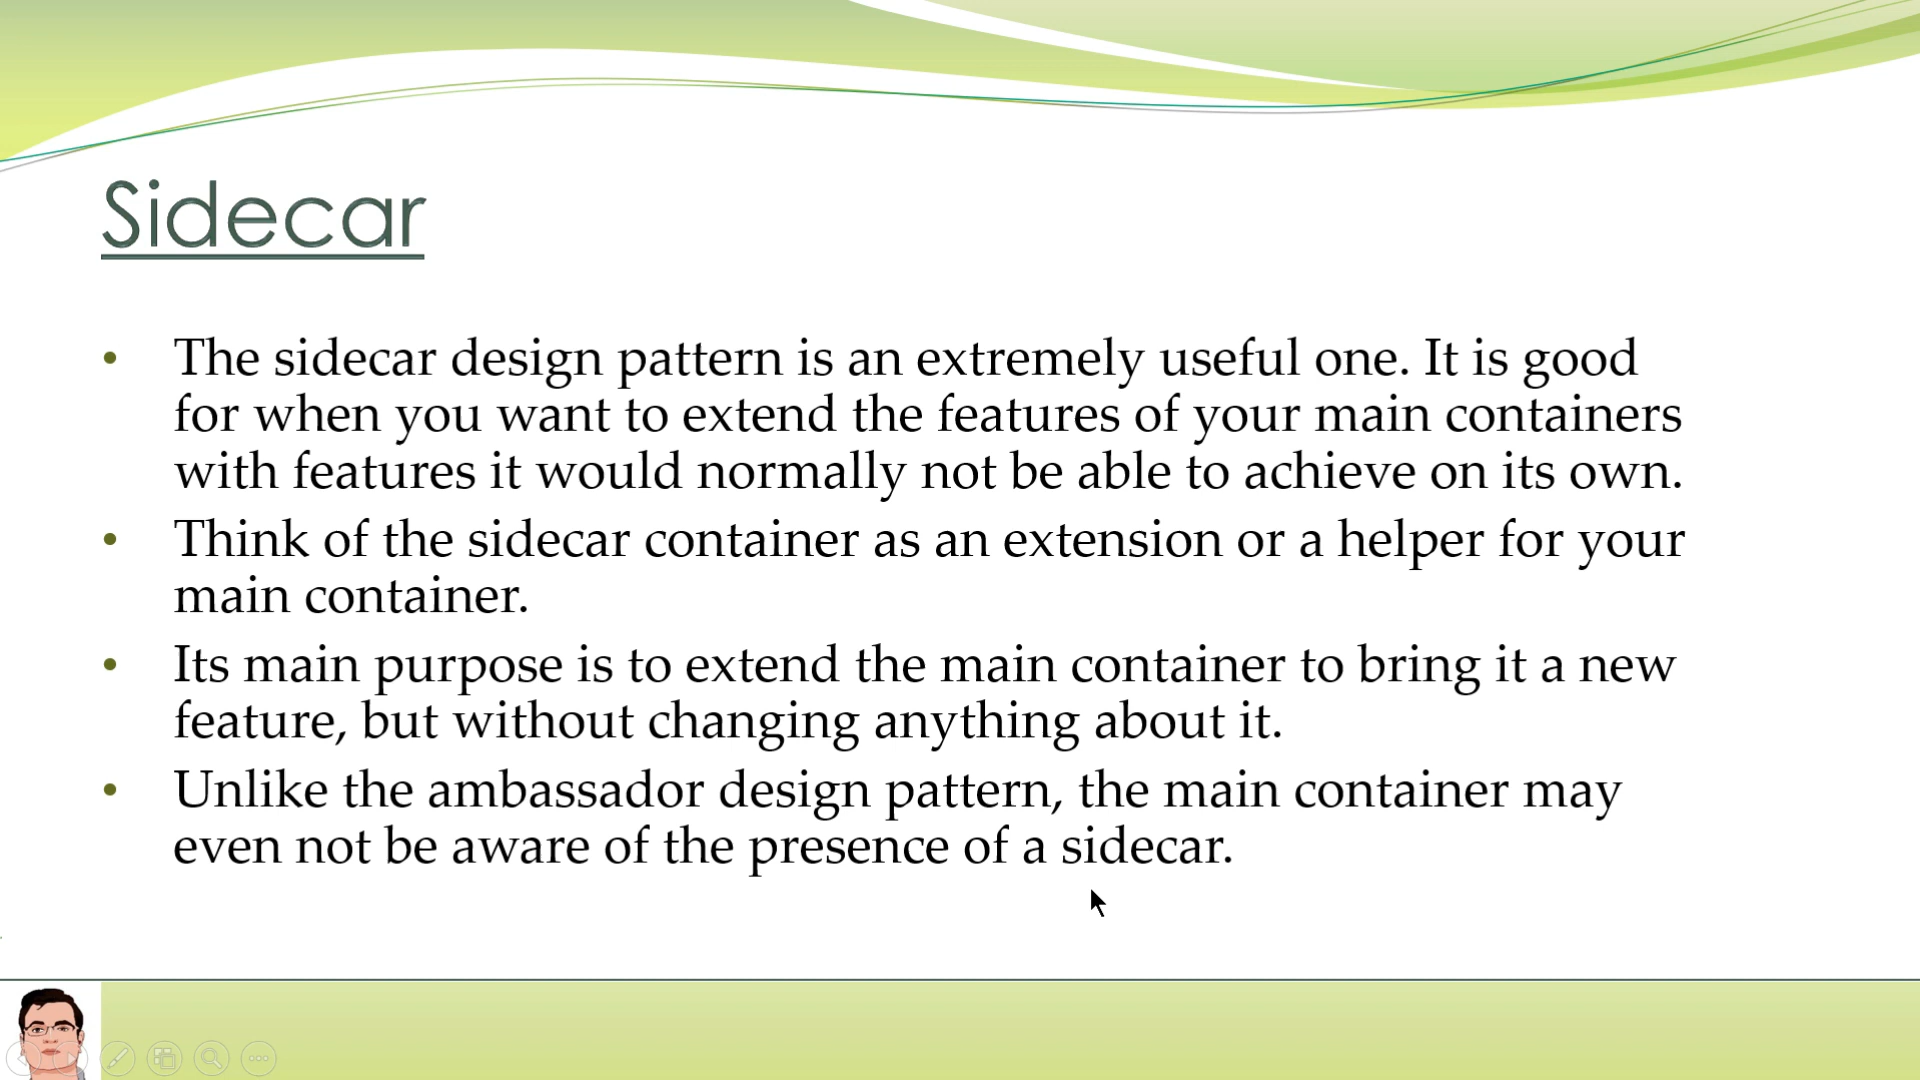 Sidecar
• The sidecar design pattern is an extremely useful one. It is good
for when you want to extend the features of your main containers
with features it would normally not be able to achieve on its own.
• Think of the sidecar container as an extension or a helper for your
main container.
• Its main purpose is to extend the main container to bring it a new
feature, but without changing anything about it.
• Unlike the ambassador design pattern, the main container may
even not be aware of the presence of a sidecar.